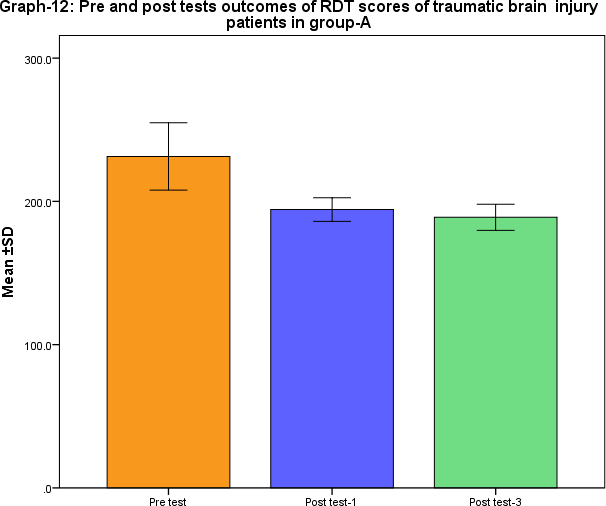 Graph-12: Pre and post tests outcomes of RDT scores of traumatic brain injury
patients in group-A
Mean ±SD
300.0
200.0
100.0
.0
Pre test
Post test-1
Post test-3